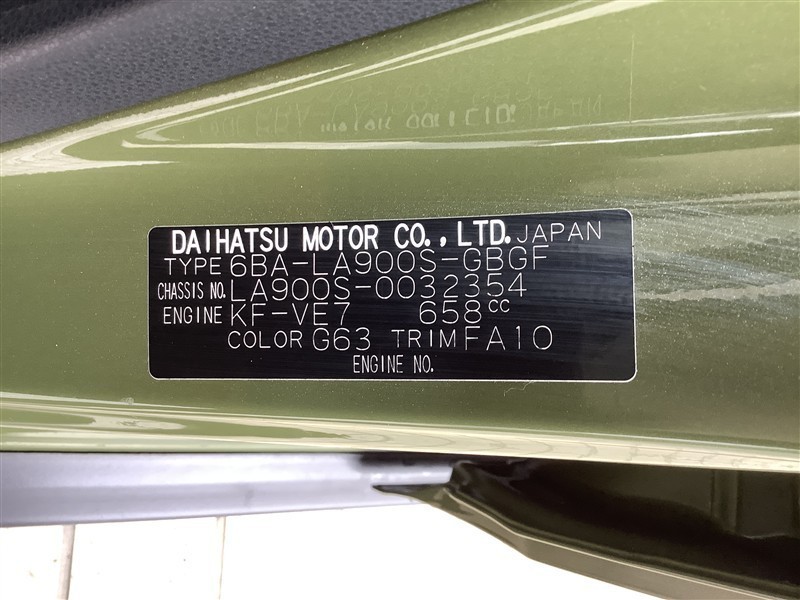 DAIHATSU MOTOR CO., LTD. JAPAN
TYPE 6BA-LA900S-GBGF
CHASSIS NO. LA900S-0032354
ENGINE KF-VE7 658cc
COLOR G63 TRIM FA10
ENGINE NO.